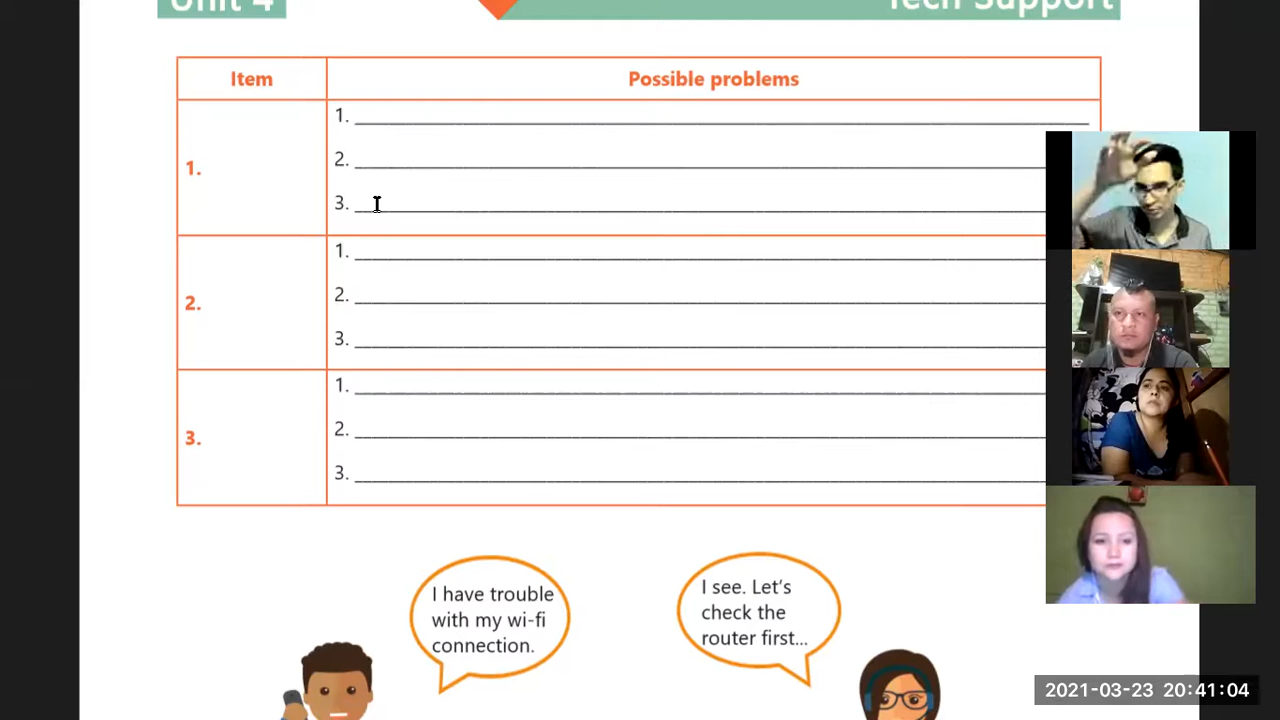 Unit 4
Tech Support
Item
Possible problems
1.
1.
2.
3.
2.
1.
2.
3.
3.
1.
2.
3.
I have trouble
with my wi-fi
connection.
I see. Let's
check the
router first...
2021-03-23 20:41:04